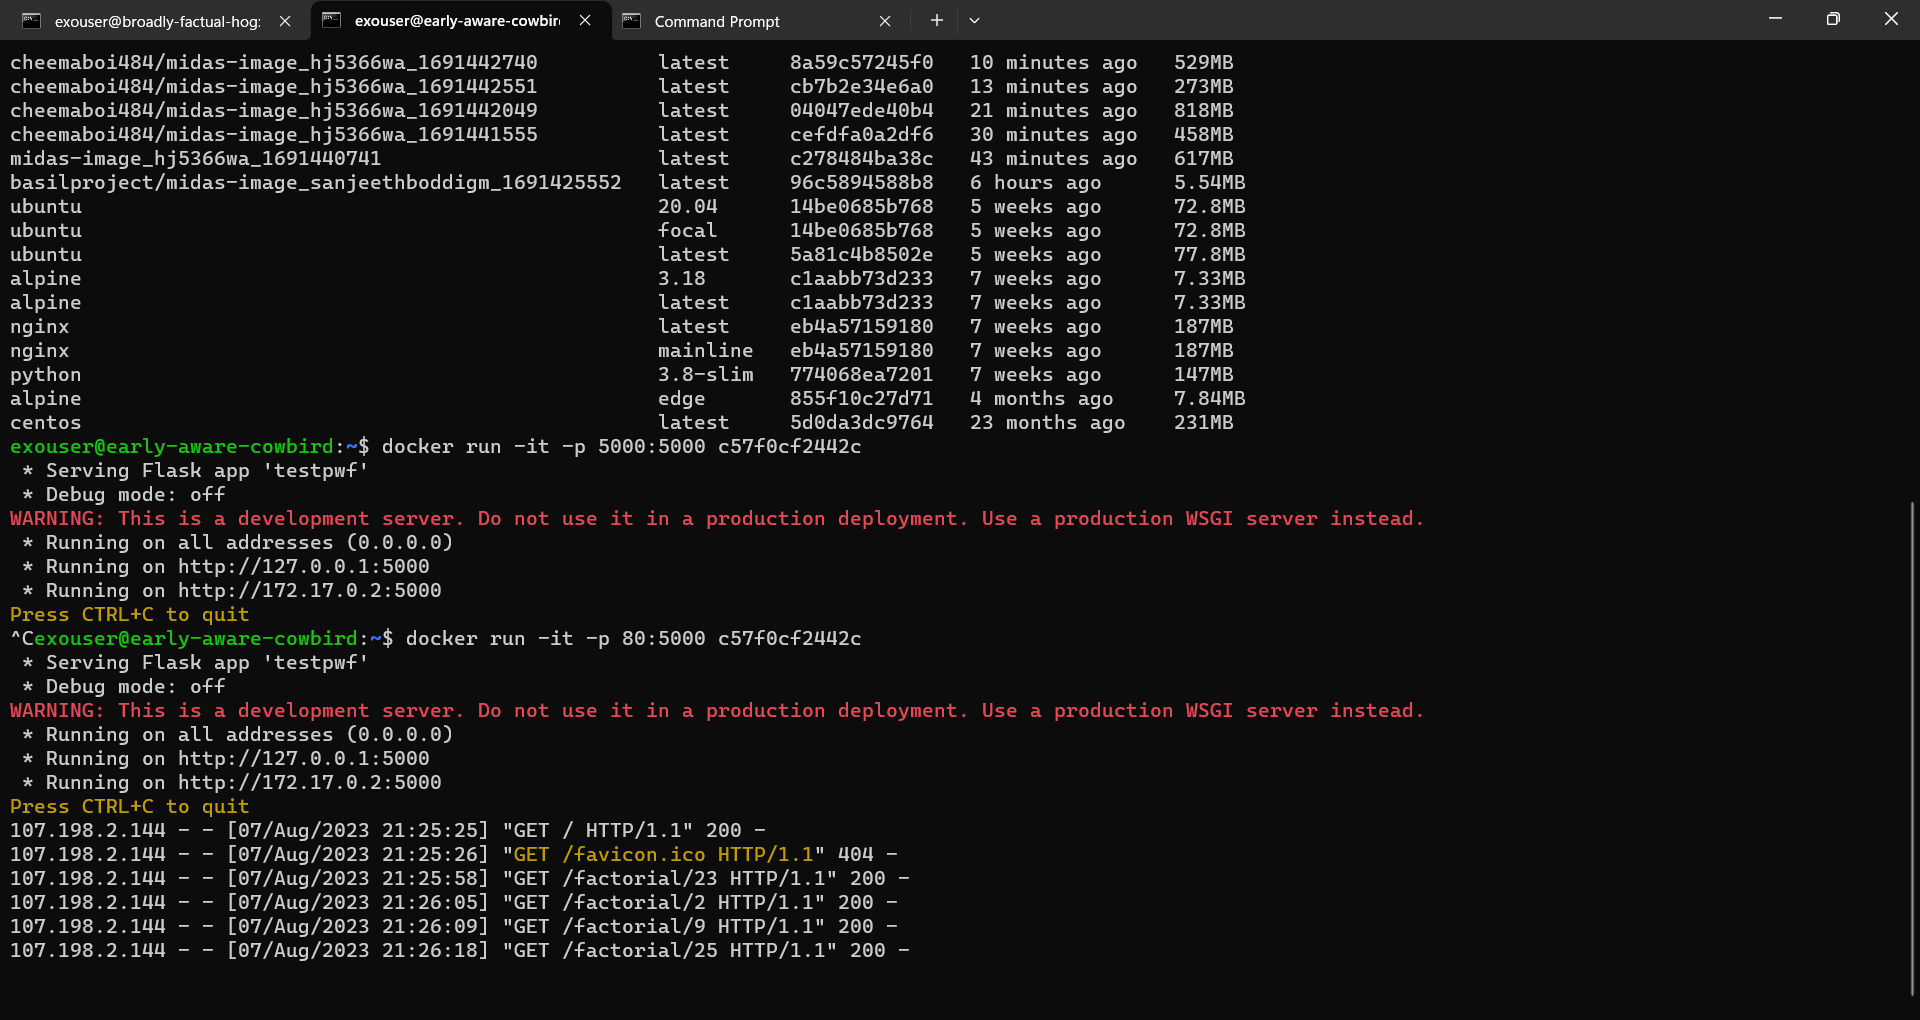 exouser@broadly-factual-hog: exouser@early-aware-cowbir Command Prompt
cheemaboi484/midas-image_hj5366wa_1691442740 latest 8a59c57245f0 10 minutes ago 529MB
cheemaboi484/midas-image_hj5366wa_1691442551 latest cb7b2e34e6a0 13 minutes ago 273MB
cheemaboi484/midas-image_hj5366wa_1691442049 latest 04047ede40b4 21 minutes ago 818MB
cheemaboi484/midas-image_hj5366wa_1691441555 latest cefdfa0a2df6 30 minutes ago 458MB
midas-image_hj5366wa_1691440741 latest c278484ba38c 43 minutes ago 617MB
basilproject/midas-image_sanjeethboddigm_1691425552 latest 96c5894588b8 6 hours ago 5.54MB
ubuntu 20.04 14be0685b768 5 weeks ago 72.8MB
ubuntu focal 14be0685b768 5 weeks ago 72.8MB
ubuntu latest 5a81c4b8502e 5 weeks ago 77.8MB
alpine 3.18 c1aabb73d233 7 weeks ago 7.33MB
alpine latest c1aabb73d233 7 weeks ago 7.33MB
nginx latest eb4a57159180 7 weeks ago 187MB
nginx mainline eb4a57159180 7 weeks ago 187MB
python 3.8-slim 774068ea7201 7 weeks ago 147MB
alpine edge 855f10c27d71 4 months ago 7.84MB
centos latest 5d0da3dc9764 23 months ago 231MB
exouser@early-aware-cowbird:~$ docker run -it -p 5000:5000 c57f0cf2442c
* Serving Flask app 'testpwf'
* Debug mode: off
WARNING: This is a development server. Do not use it in a production deployment. Use a production WSGI server instead.
* Running on all addresses (0.0.0.0)
* Running on http://127.0.0.1:5000
* Running on http://172.17.0.2:5000
Press CTRL+C to quit
^Cexouser@early-aware-cowbird:~$ docker run -it -p 80:5000 c57f0cf2442c
* Serving Flask app 'testpwf'
* Debug mode: off
WARNING: This is a development server. Do not use it in a production deployment. Use a production WSGI server instead.
* Running on all addresses (0.0.0.0)
* Running on http://127.0.0.1:5000
* Running on http://172.17.0.2:5000
Press CTRL+C to quit
107.198.2.144 - - [07/Aug/2023 21:25:25] "GET / HTTP/1.1" 200 -
107.198.2.144 - - [07/Aug/2023 21:25:26] "GET /favicon.ico HTTP/1.1" 404 -
107.198.2.144 - - [07/Aug/2023 21:25:58] "GET /factorial/23 HTTP/1.1" 200 -
107.198.2.144 - - [07/Aug/2023 21:26:05] "GET /factorial/2 HTTP/1.1" 200 -
107.198.2.144 - - [07/Aug/2023 21:26:09] "GET /factorial/9 HTTP/1.1" 200 -
107.198.2.144 - - [07/Aug/2023 21:26:18] "GET /factorial/25 HTTP/1.1" 200 -